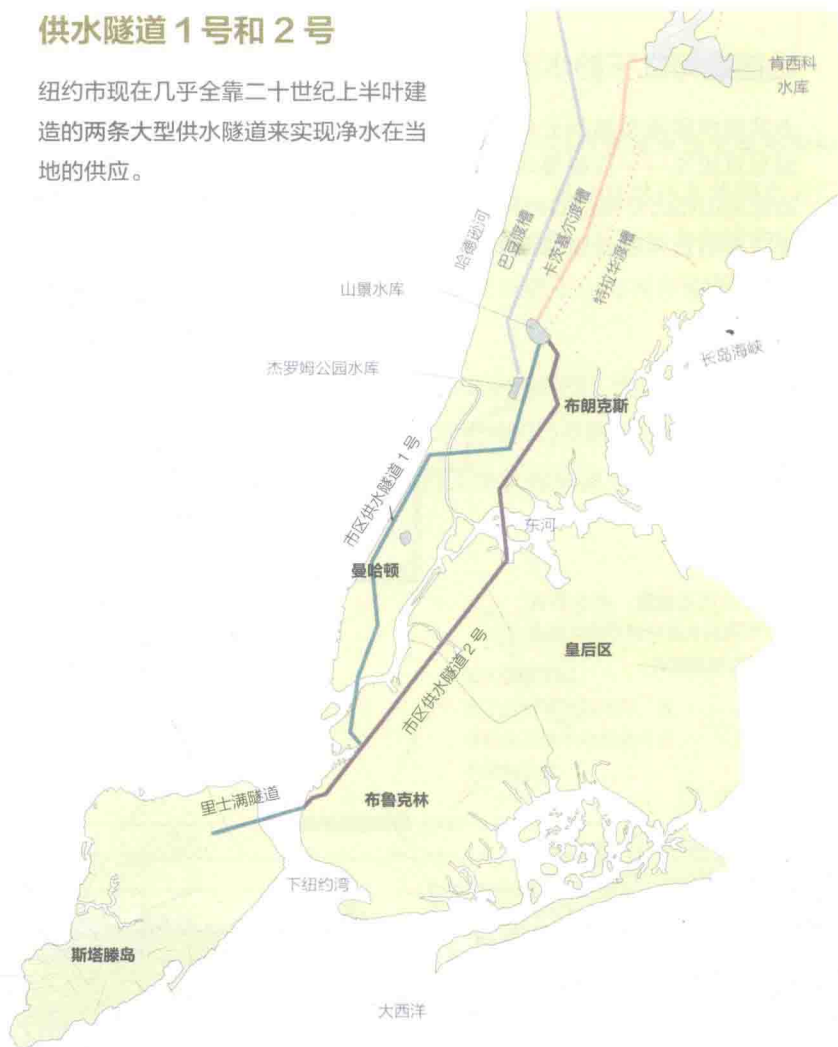 供水隧道 1 号和 2 号
纽约市现在几乎全靠二十世纪上半叶建
造的两条大型供水隧道来实现净水在当
地的供应。
肯西科
水库
哈德逊河
巴豆渡槽
卡茨基尔渡槽
特拉华渡槽
山景水库
长岛海峡
杰罗姆公园水库
布朗克斯
市区供水隧道 1 号
东河
曼哈顿
皇后区
市区供水隧道 2 号
里士满隧道
布鲁克林
下纽约湾
斯塔滕岛
大西洋